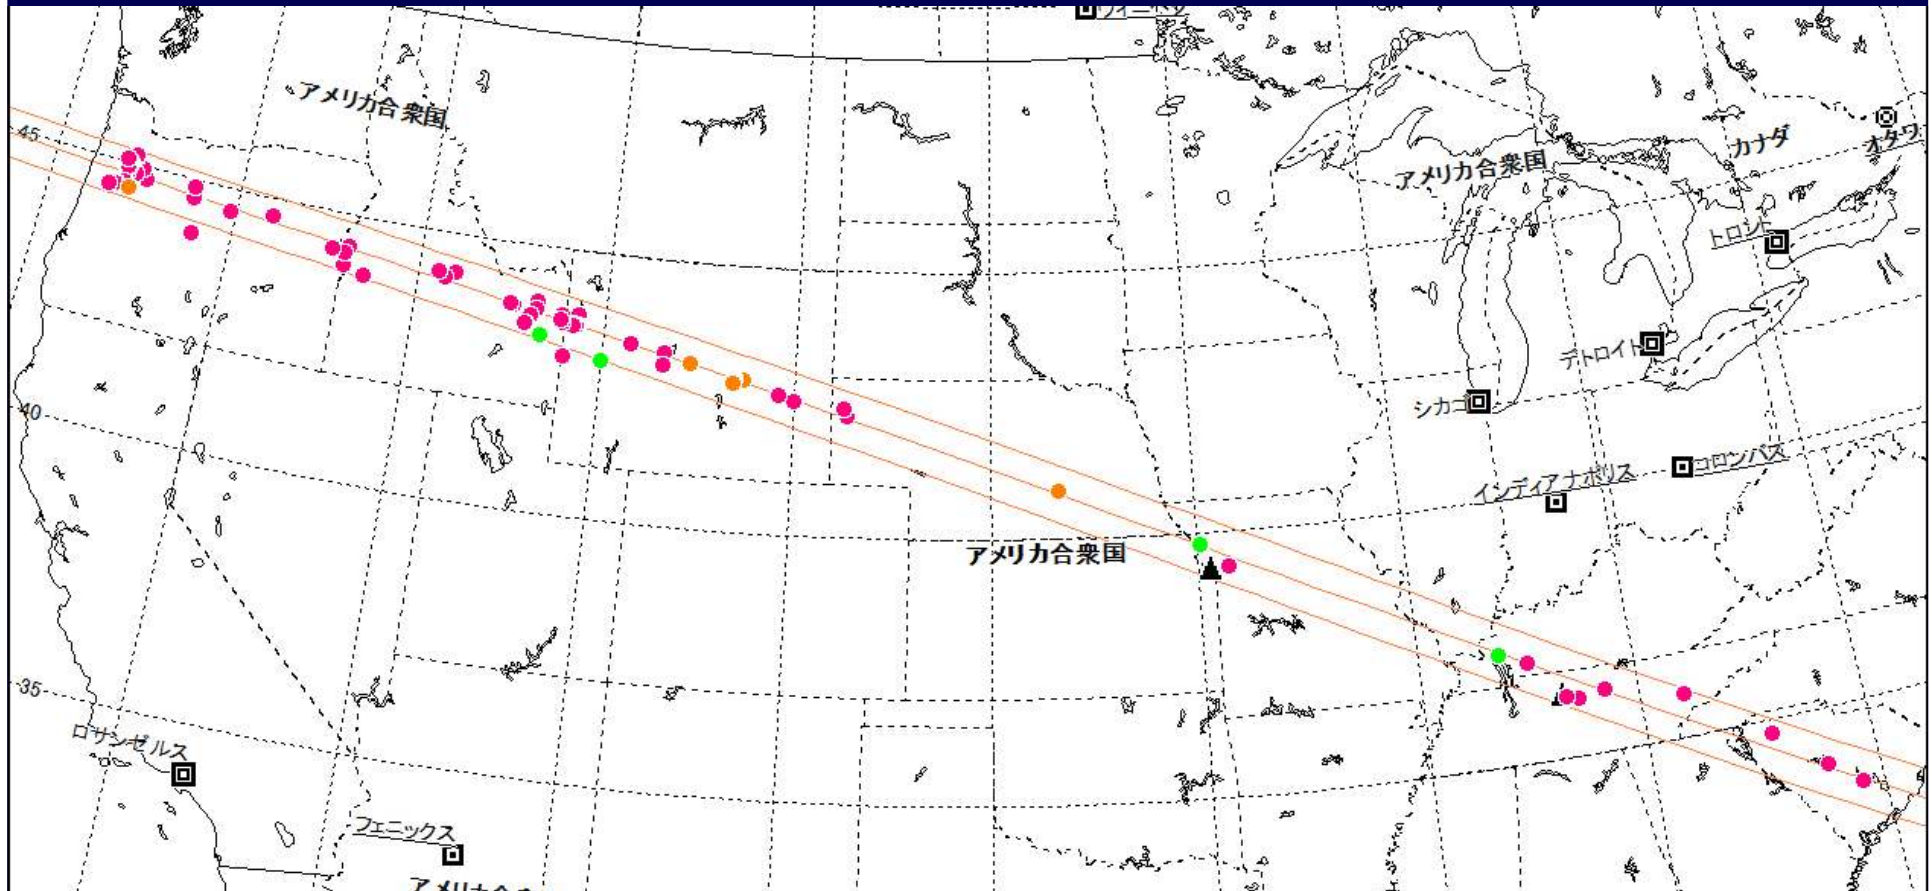 アメリカ合衆国
45
カナダ
オタワ
アメリカ合衆国
トロント
デトロイト
シカゴ
40
コロンバス
インディアナポリス
アメリカ合衆国
35
ロサンゼルス
フェニックス